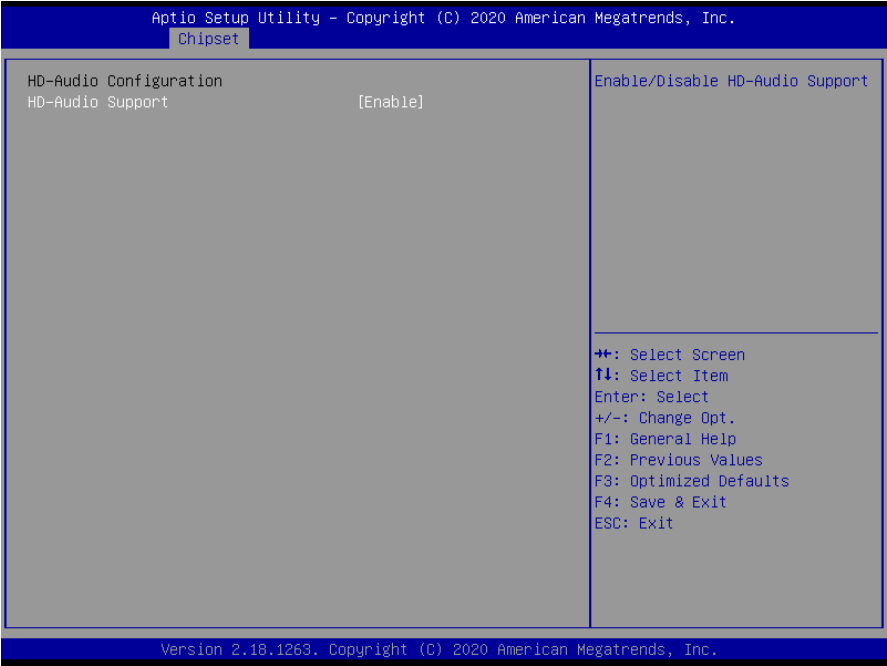 Aptio Setup Utility – Copyright (C) 2020 American Megatrends, Inc.
Chipset
HD-Audio Configuration
HD-Audio Support [Enable]
Enable/Disable HD-Audio Support
→←: Select Screen
↑↓: Select Item
Enter: Select
+/-: Change Opt.
F1: General Help
F2: Previous Values
F3: Optimized Defaults
F4: Save & Exit
ESC: Exit
Version 2.18.1263. Copyright (C) 2020 American Megatrends, Inc.